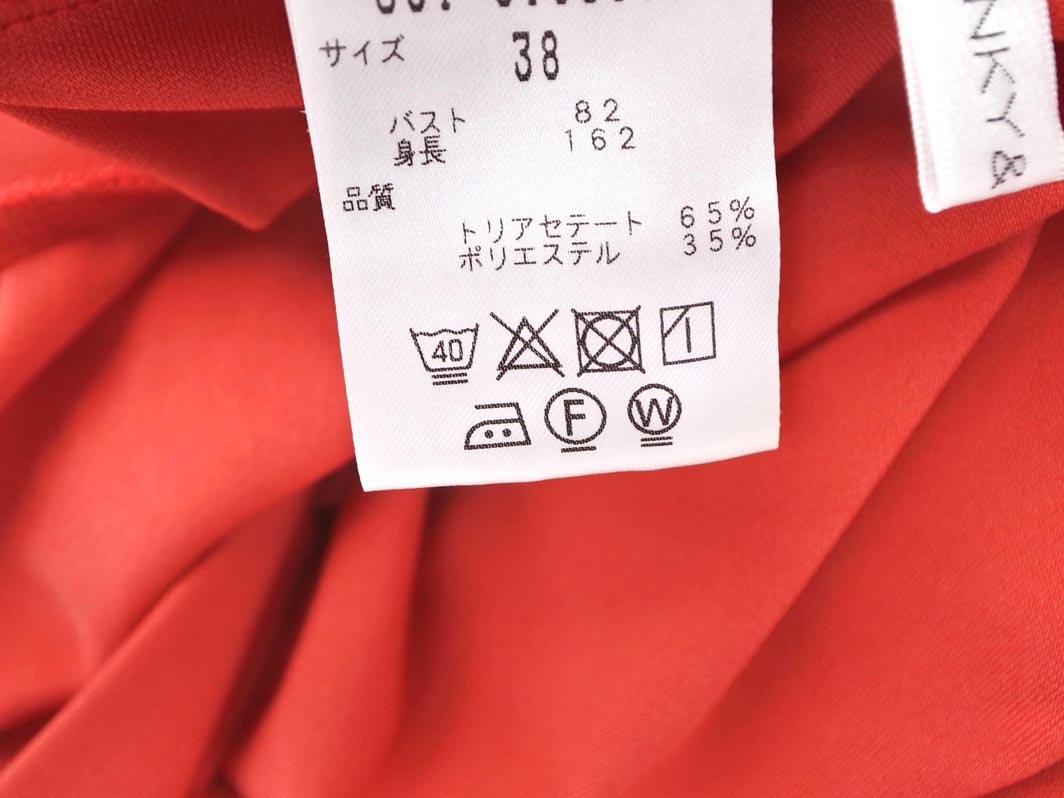 サイズ 38
バスト 82
身長 162
品質
トリアセテート 65%
ポリエステル 35%
40
F W
NKY &